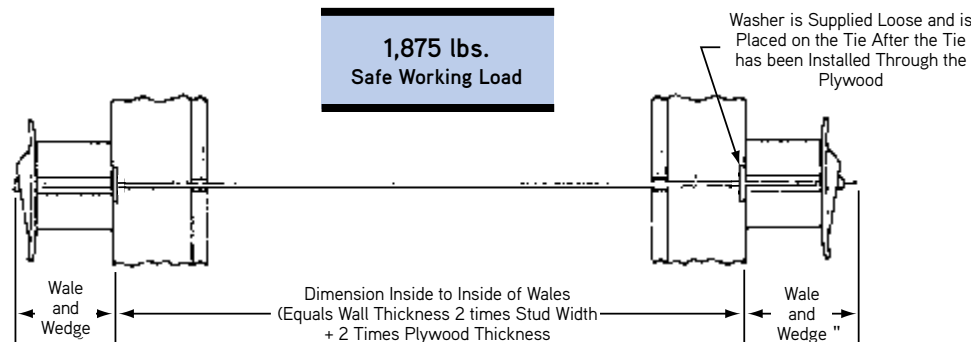 1,875 lbs.
Safe Working Load
Washer is Supplied Loose and is
Placed on the Tie After the Tie
has been Installed Through the
Plywood
Wale
and
Wedge
Dimension Inside to Inside of Wales
(Equals Wall Thickness 2 times Stud Width
+ 2 Times Plywood Thickness
Wale
and
Wedge "